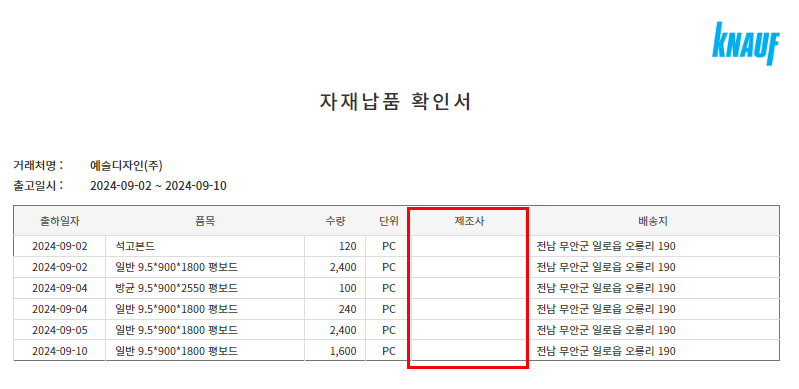 KNAUF
자재납품 확인서
거래처명 : 예술디자인(주)
출고일시 : 2024-09-02 ~ 2024-09-10
출하일자 품목 수량 단위 제조사 배송지
2024-09-02 석고본드 120 PC 전남 무안군 일로읍 오룡리 190
2024-09-02 일반 9.5*900*1800 평보드 2,400 PC 전남 무안군 일로읍 오룡리 190
2024-09-04 방균 9.5*900*2550 평보드 100 PC 전남 무안군 일로읍 오룡리 190
2024-09-04 일반 9.5*900*1800 평보드 240 PC 전남 무안군 일로읍 오룡리 190
2024-09-05 일반 9.5*900*1800 평보드 2,400 PC 전남 무안군 일로읍 오룡리 190
2024-09-10 일반 9.5*900*1800 평보드 1,600 PC 전남 무안군 일로읍 오룡리 190